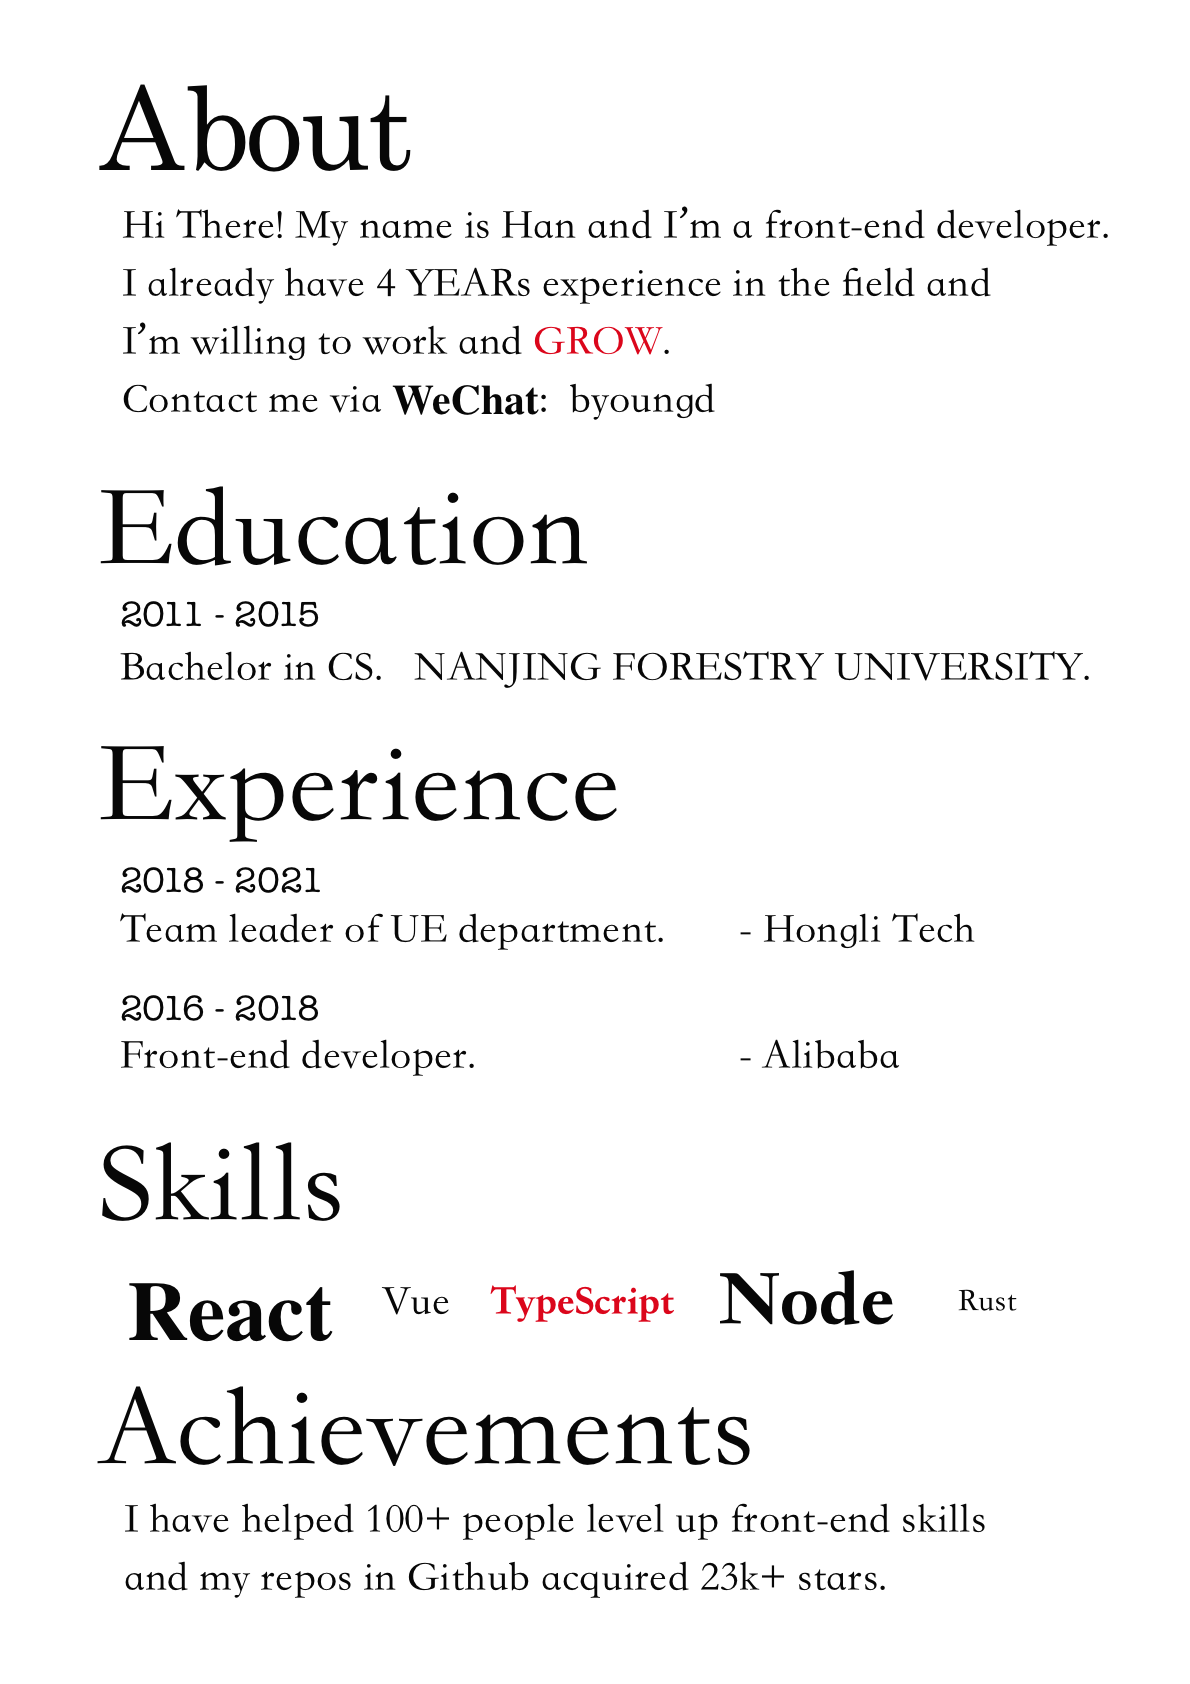 About
Hi There! My name is Han and I’m a front-end developer.
I already have 4 YEARs experience in the field and
I’m willing to work and GROW.
Contact me via WeChat: byoungd
Education
2011 - 2015
Bachelor in CS. NANJING FORESTRY UNIVERSITY.
Experience
2018 - 2021
Team leader of UE department. - Hongli Tech
2016 - 2018
Front-end developer. - Alibaba
Skills
React Vue TypeScript Node Rust
Achievements
I have helped 100+ people level up front-end skills
and my repos in Github acquired 23k+ stars.